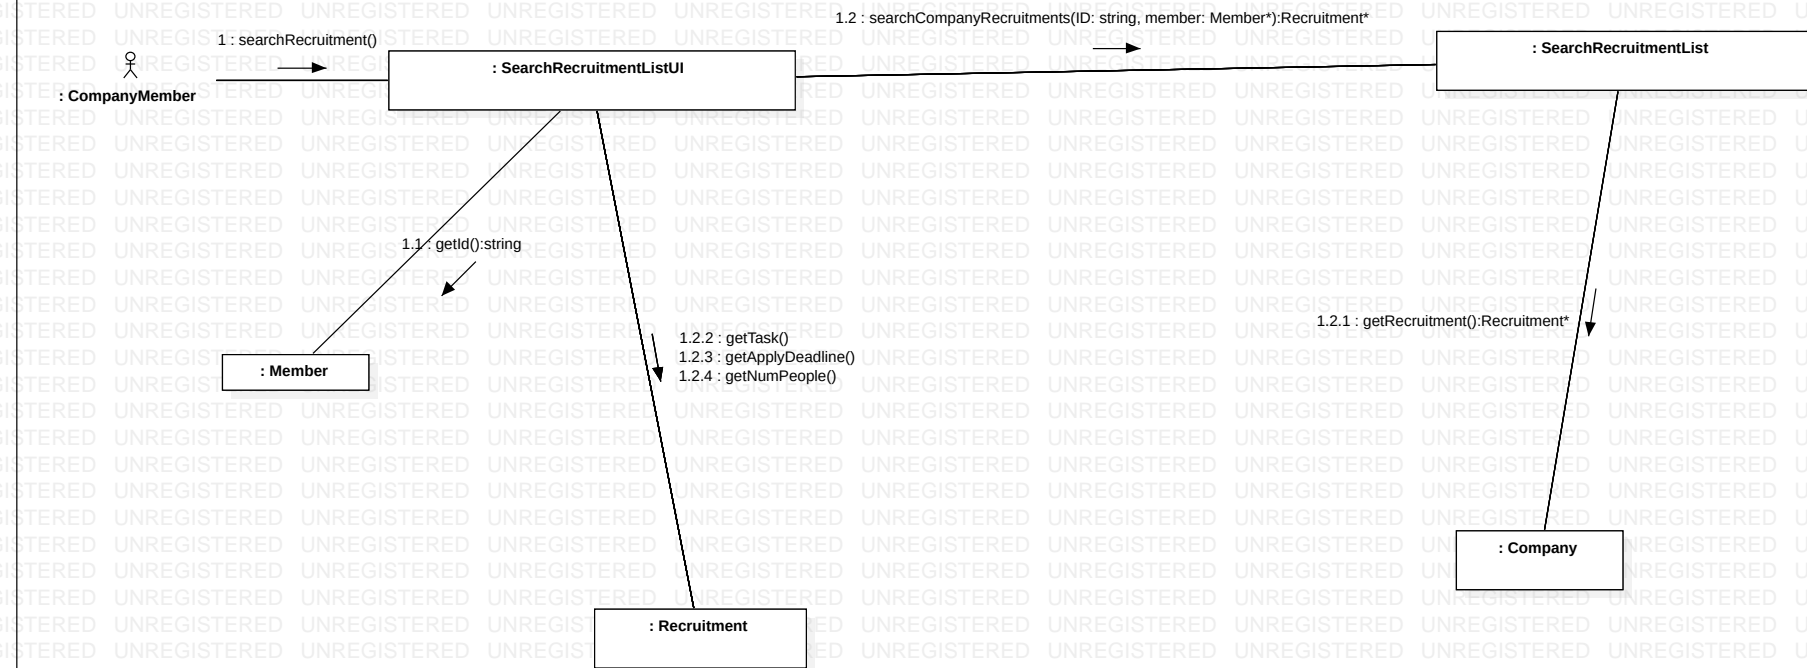 1.2 : searchCompanyRecruitments(ID: string, member: Member*):Recruitment*
1 : searchRecruitment()
: SearchRecruitmentListUI
: SearchRecruitmentList
: CompanyMember
1.1 : getId():string
1.2.1 : getRecruitment():Recruitment*
1.2.2 : getTask()
1.2.3 : getApplyDeadline()
1.2.4 : getNumPeople()
: Member
: Company
: Recruitment
UNREGISTERED